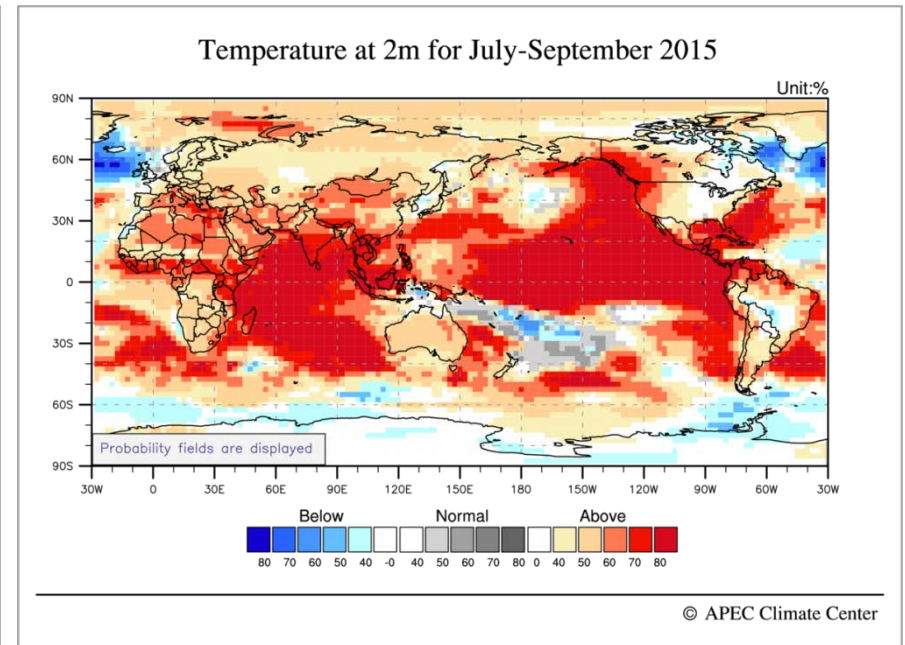 Temperature at 2m for July-September 2015
Unit:%
90N
60N
30N
0
30S
60S
90S
Probability fields are displayed
30W 0 30E 60E 90E 120E 150E 180 150W 120W 90W 60W 30W
Below Normal Above
80 70 60 50 40 -0 40 50 60 70 80 0 40 50 60 70 80
© APEC Climate Center